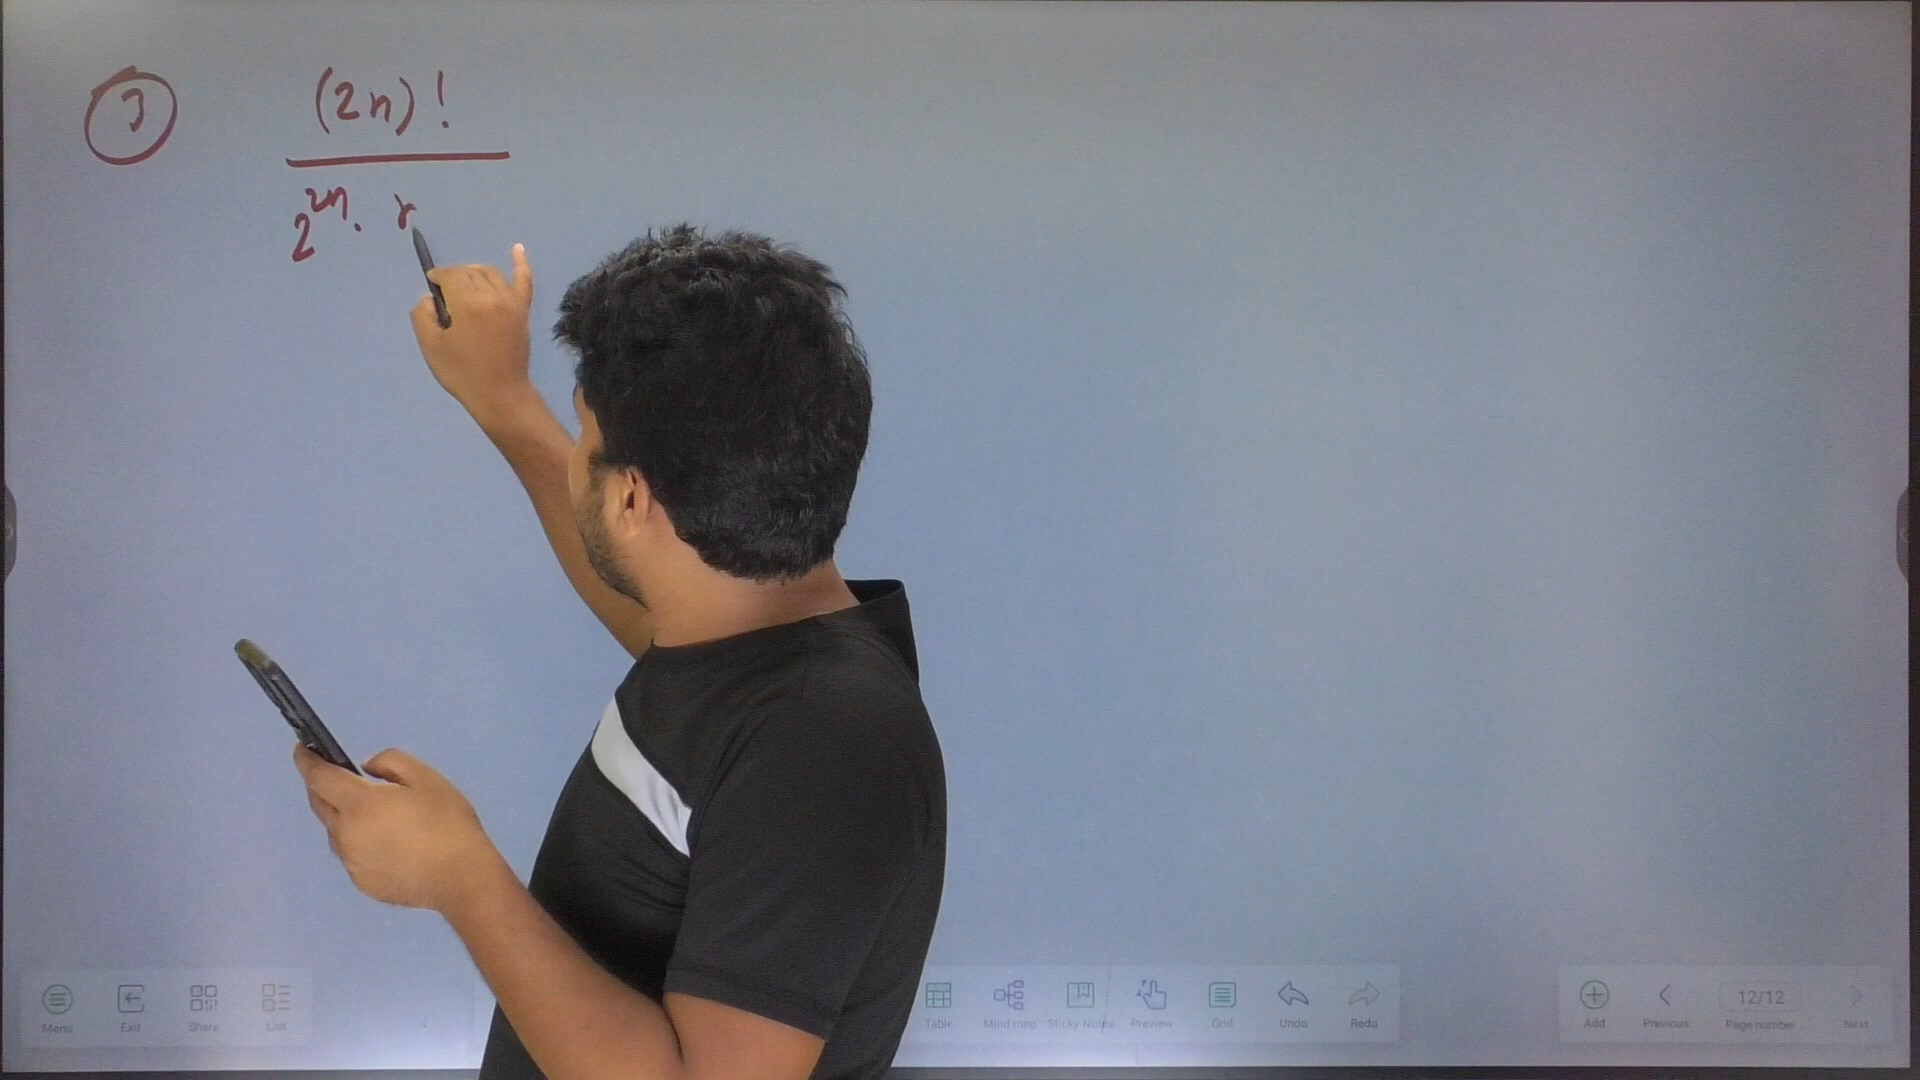 3 (2n)!
2^{2n} . r
Menu Exit Share List Table Mind map Sticky-Notes Preview Grid Undo Redo Add Previous 12/12 Page number Next